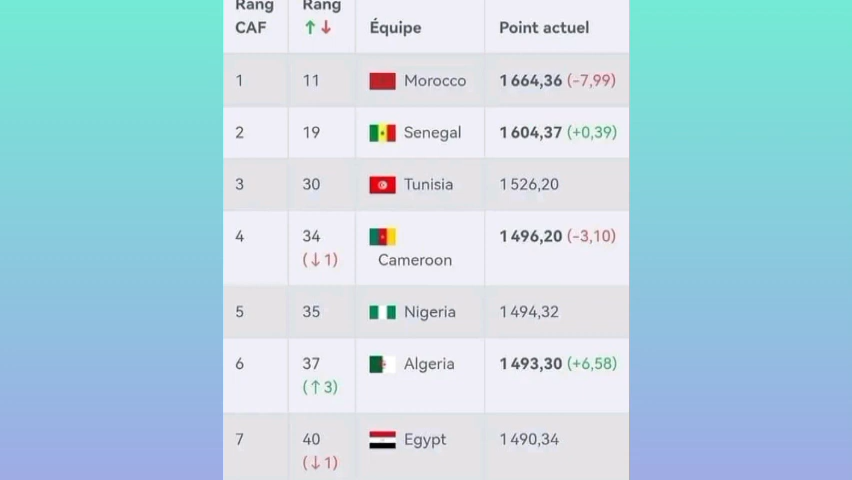 Rang CAF Rang ↑↓ Équipe Point actuel
1 11 Morocco 1 664,36 (−7,99)
2 19 Senegal 1 604,37 (+0,39)
3 30 Tunisia 1 526,20
4 34 (↓1) Cameroon 1 496,20 (−3,10)
5 35 Nigeria 1 494,32
6 37 (↑3) Algeria 1 493,30 (+6,58)
7 40 (↓1) Egypt 1 490,34